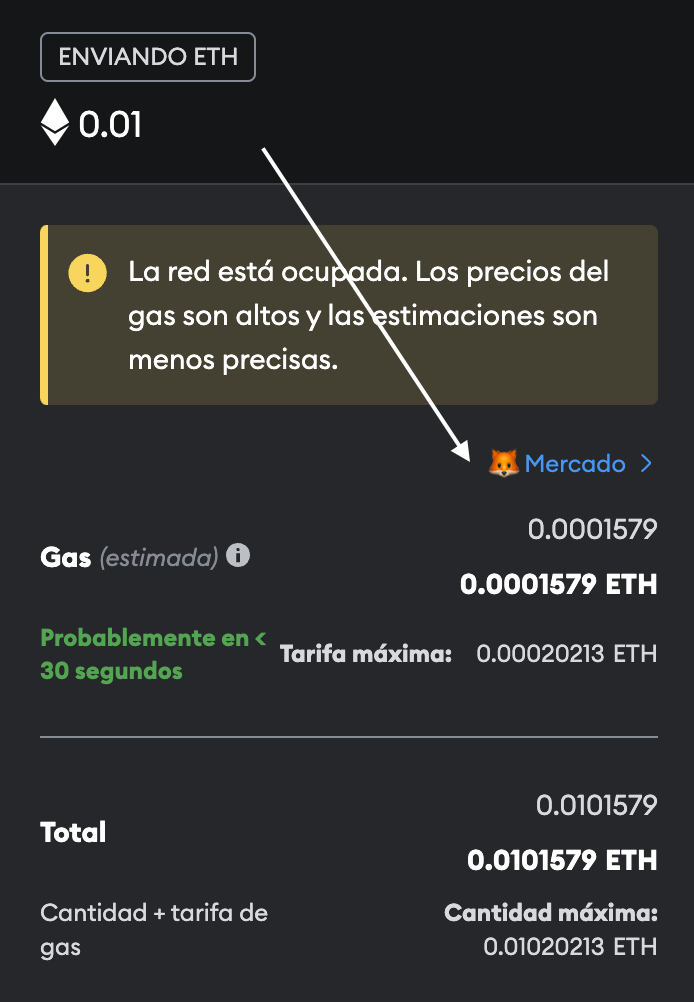 ENVIANDO ETH
0.01
La red está ocupada. Los precios del
gas son altos y las estimaciones son
menos precisas.
Mercado
0.0001579
Gas (estimada)
0.0001579 ETH
Probablemente en <
30 segundos
Tarifa máxima: 0.00020213 ETH
0.0101579
Total
0.0101579 ETH
Cantidad + tarifa de
gas
Cantidad máxima:
0.01020213 ETH